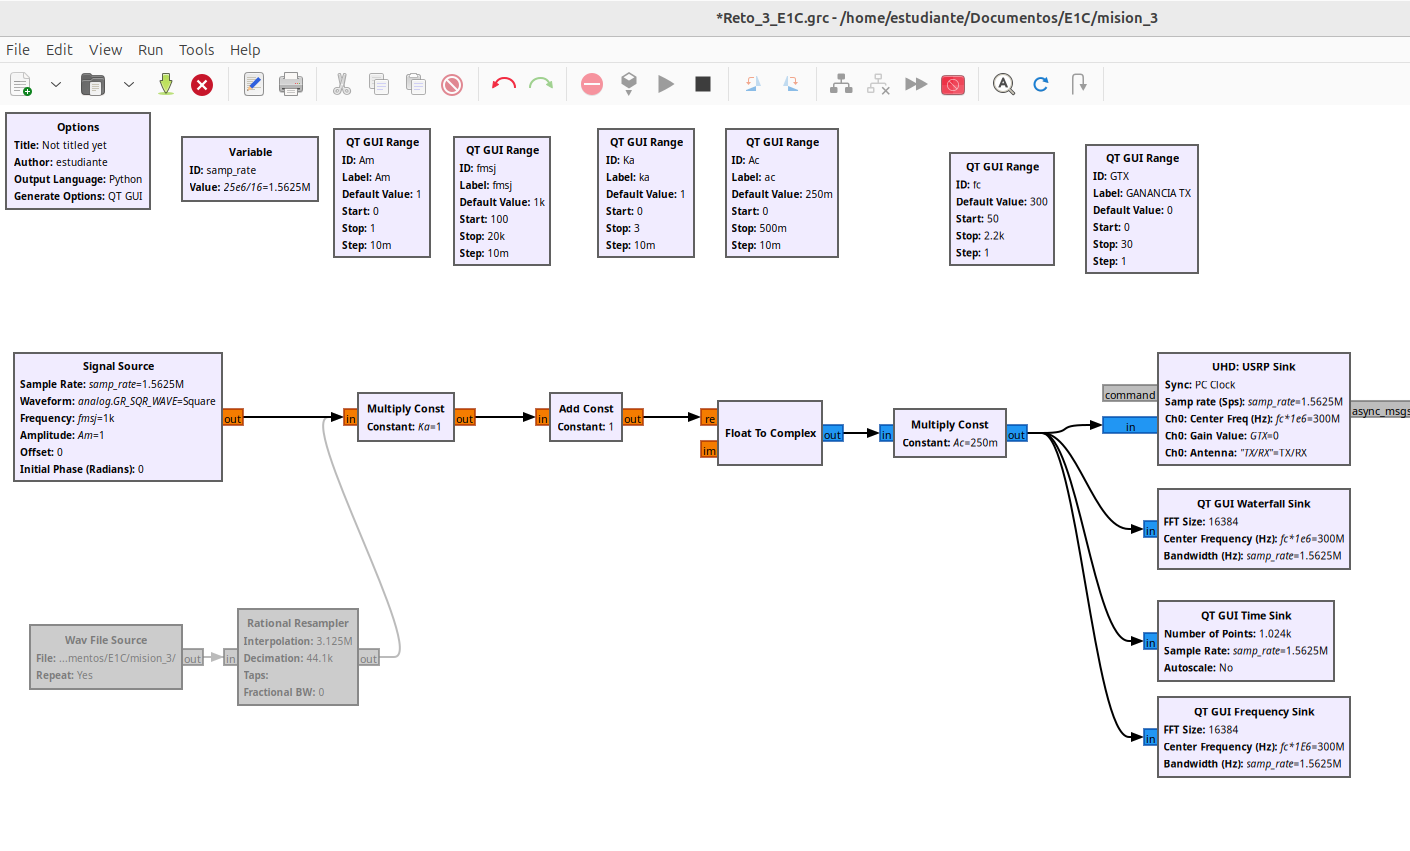 *Reto_3_E1C.grc - /home/estudiante/Documentos/E1C/mision_3
File Edit View Run Tools Help
Options
Title: Not titled yet
Author: estudiante
Output Language: Python
Generate Options: QT GUI
Variable
ID: samp_rate
Value: 25e6/16=1.5625M
QT GUI Range
ID: Am
Label: Am
Default Value: 1
Start: 0
Stop: 1
Step: 10m
QT GUI Range
ID: fmsj
Label: fmsj
Default Value: 1k
Start: 100
Stop: 20k
Step: 10m
QT GUI Range
ID: Ka
Label: ka
Default Value: 1
Start: 0
Stop: 3
Step: 10m
QT GUI Range
ID: Ac
Label: ac
Default Value: 250m
Start: 0
Stop: 500m
Step: 10m
QT GUI Range
ID: fc
Default Value: 300
Start: 50
Stop: 2.2k
Step: 1
QT GUI Range
ID: GTX
Label: GANANCIA TX
Default Value: 0
Start: 0
Stop: 30
Step: 1
Signal Source
Sample Rate: samp_rate=1.5625M
Waveform: analog.GR_SQR_WAVE=Square
Frequency: fmsj=1k
Amplitude: Am=1
Offset: 0
Initial Phase (Radians): 0
out
in
Multiply Const
Constant: Ka=1
out
in
Add Const
Constant: 1
out
re
im
Float To Complex
out
in
Multiply Const
Constant: Ac=250m
out
command
in
UHD: USRP Sink
Sync: PC Clock
Samp rate (Sps): samp_rate=1.5625M
Ch0: Center Freq (Hz): fc*1e6=300M
Ch0: Gain Value: GTX=0
Ch0: Antenna: "TX/RX"=TX/RX
async_msgs
in
QT GUI Waterfall Sink
FFT Size: 16384
Center Frequency (Hz): fc*1e6=300M
Bandwidth (Hz): samp_rate=1.5625M
in
QT GUI Time Sink
Number of Points: 1.024k
Sample Rate: samp_rate=1.5625M
Autoscale: No
in
QT GUI Frequency Sink
FFT Size: 16384
Center Frequency (Hz): fc*1E6=300M
Bandwidth (Hz): samp_rate=1.5625M
Wav File Source
File: ...mentos/E1C/mision_3/
Repeat: Yes
out
in
Rational Resampler
Interpolation: 3.125M
Decimation: 44.1k
Taps:
Fractional BW: 0
out